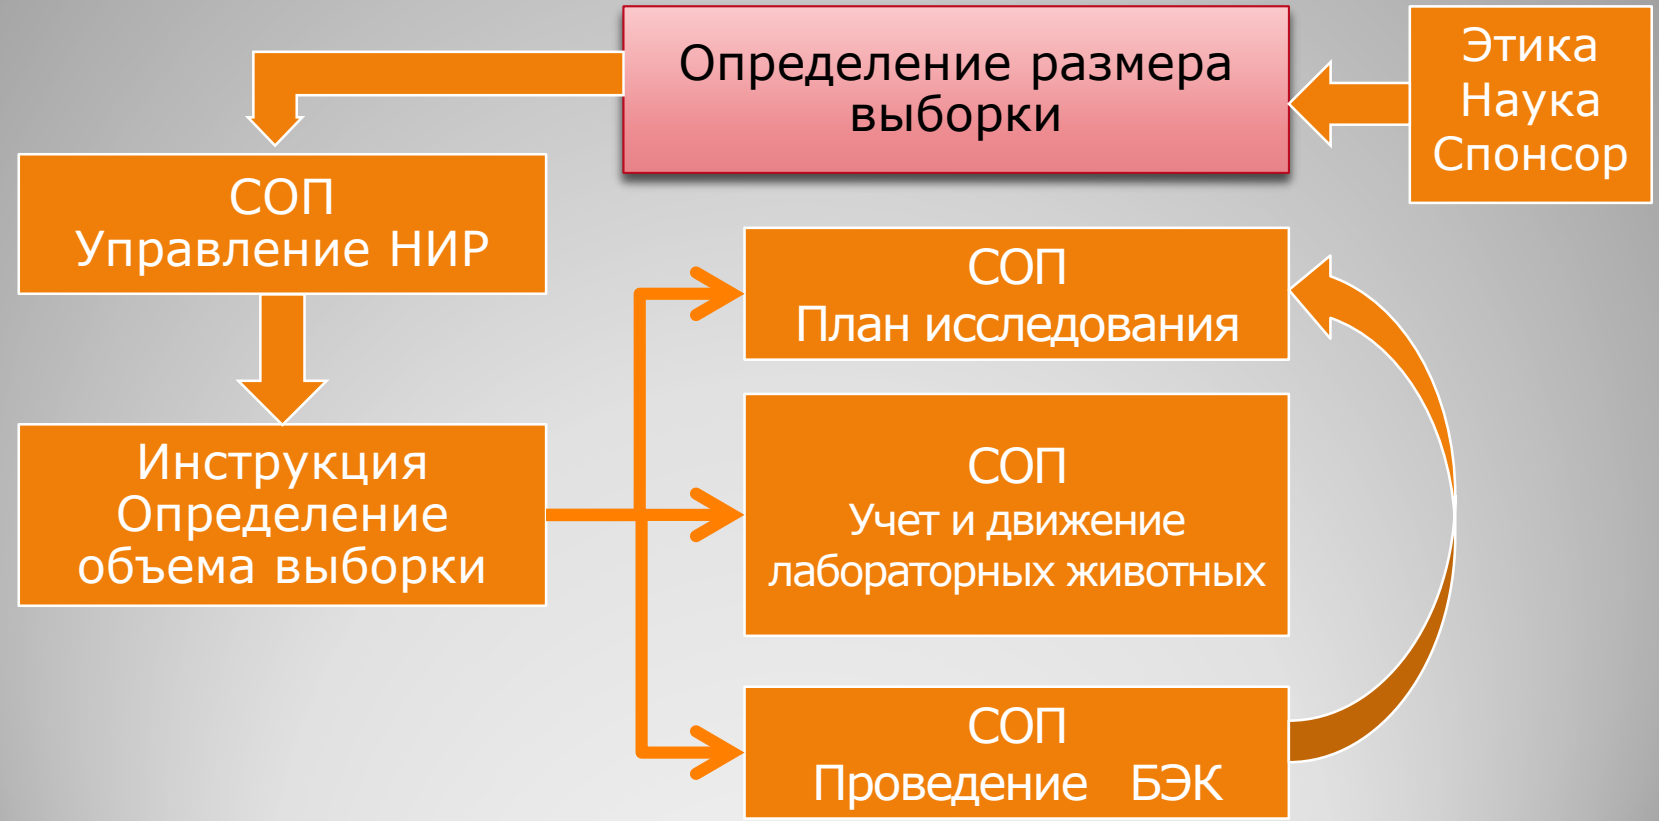 Определение размера
выборки
Этика
Наука
Спонсор
СОП
Управление НИР
СОП
План исследования
Инструкция
Определение
объема выборки
СОП
Учет и движение
лабораторных животных
СОП
Проведение БЭК